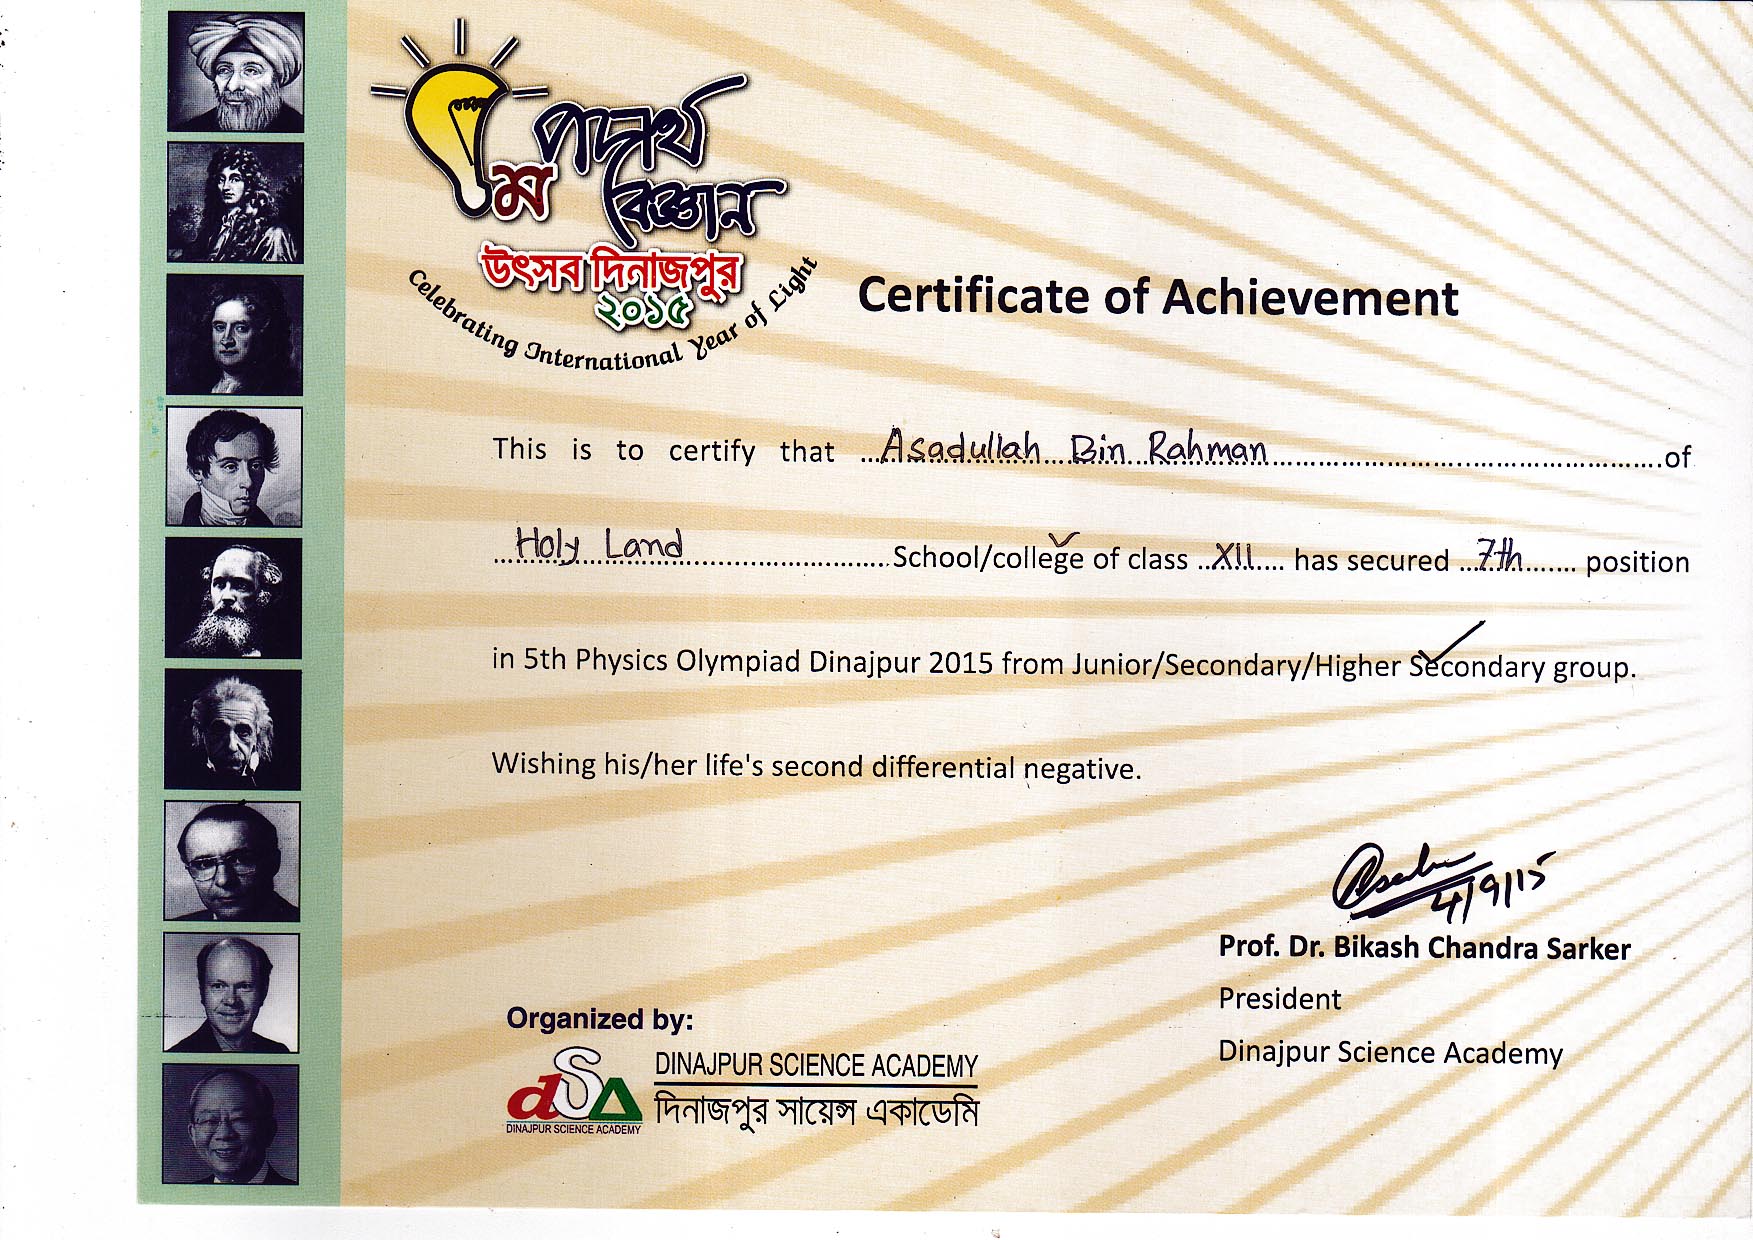 ৫ম পদার্থ
বিজ্ঞান
উৎসব দিনাজপুর
২০১৫
Celebrating International Year of Light
Certificate of Achievement
This is to certify that ...Asadullah Bin Rahman...of
...Holy Land...School/college of class ..XII... has secured ...7th... position
in 5th Physics Olympiad Dinajpur 2015 from Junior/Secondary/Higher Secondary group.
Wishing his/her life's second differential negative.
4/9/15
Prof. Dr. Bikash Chandra Sarker
President
Dinajpur Science Academy
Organized by:
dSA
DINAJPUR SCIENCE ACADEMY
DINAJPUR SCIENCE ACADEMY
দিনাজপুর সায়েন্স একাডেমি